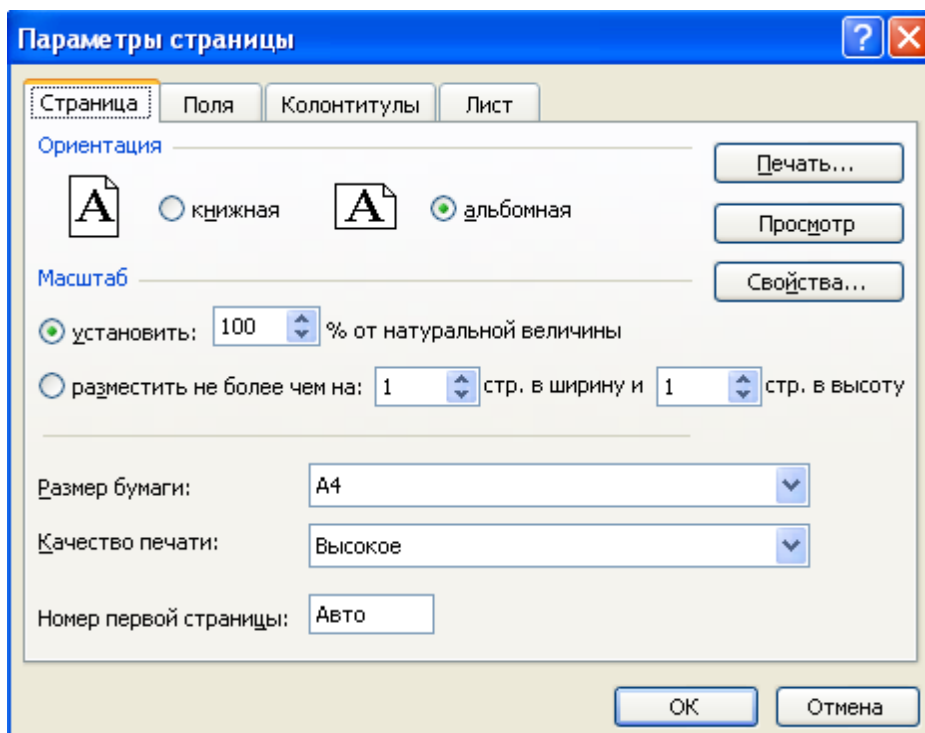 Параметры страницы
Страница Поля Колонтитулы Лист
Ориентация
Печать...
A книжная A альбомная
Просмотр
Масштаб
Свойства...
установить: 100 % от натуральной величины
разместить не более чем на: 1 стр. в ширину и 1 стр. в высоту
Размер бумаги: A4
Качество печати: Высокое
Номер первой страницы: Авто
ОК Отмена